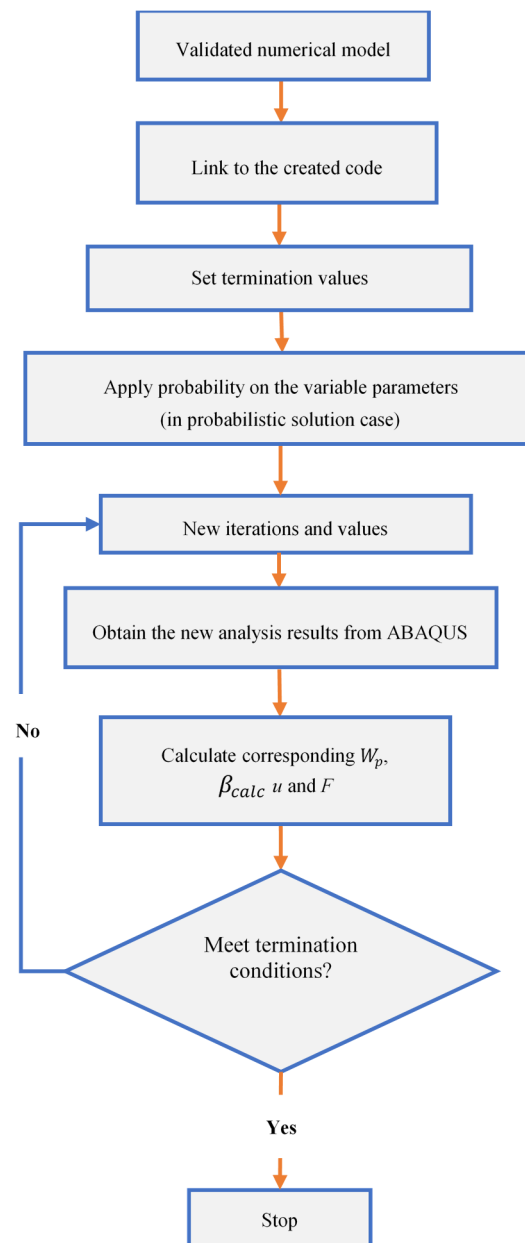 Validated numerical model
Link to the created code
Set termination values
Apply probability on the variable parameters
(in probabilistic solution case)
New iterations and values
Obtain the new analysis results from ABAQUS
No
Calculate corresponding W_p,
β_calc u and F
Meet termination
conditions?
Yes
Stop